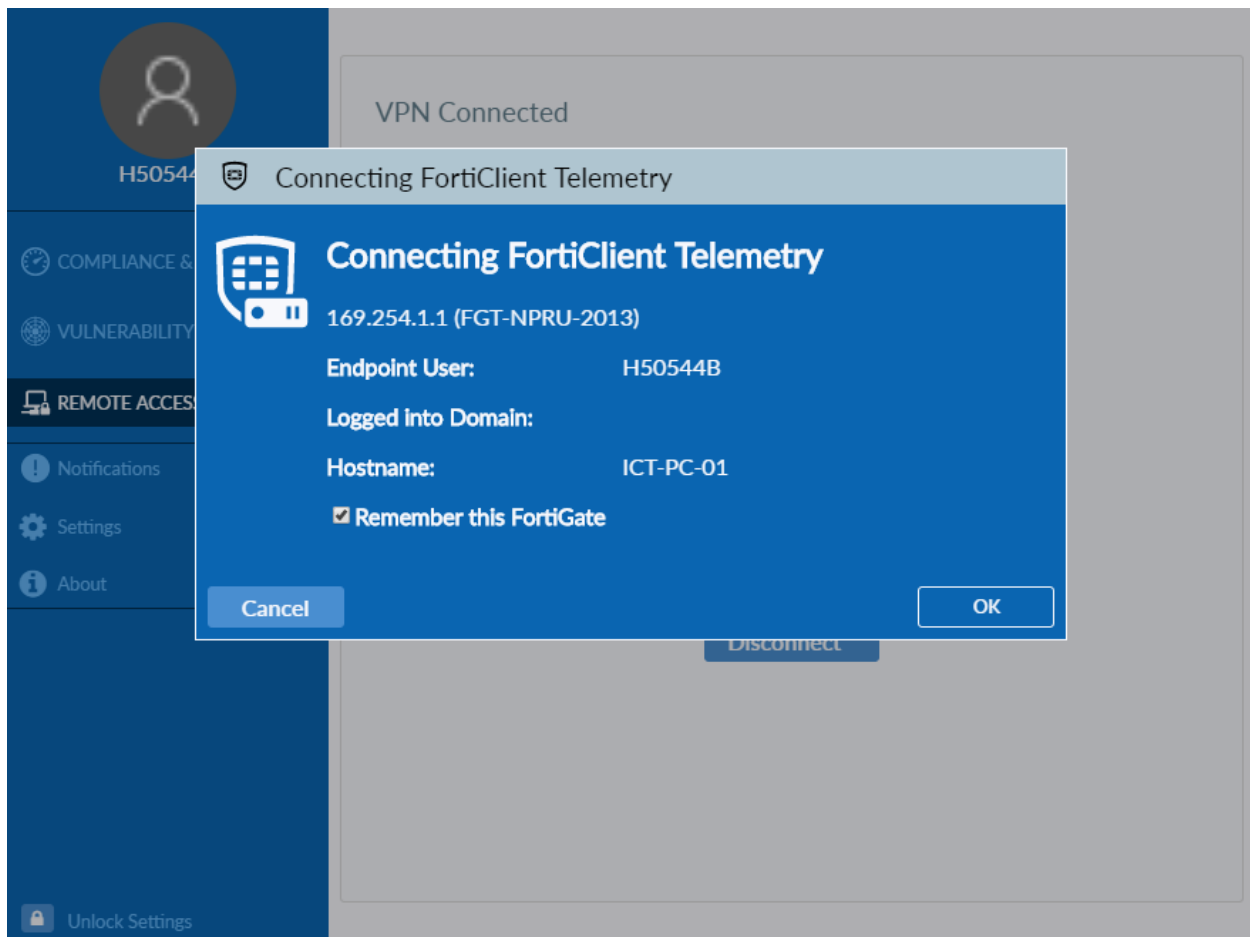 VPN Connected
H50544
Connecting FortiClient Telemetry
COMPLIANCE &
VULNERABILITY
REMOTE ACCES
Notifications
Settings
About
Unlock Settings
Connecting FortiClient Telemetry
169.254.1.1 (FGT-NPRU-2013)
Endpoint User: H50544B
Logged into Domain:
Hostname: ICT-PC-01
Remember this FortiGate
Cancel
OK
Disconnect